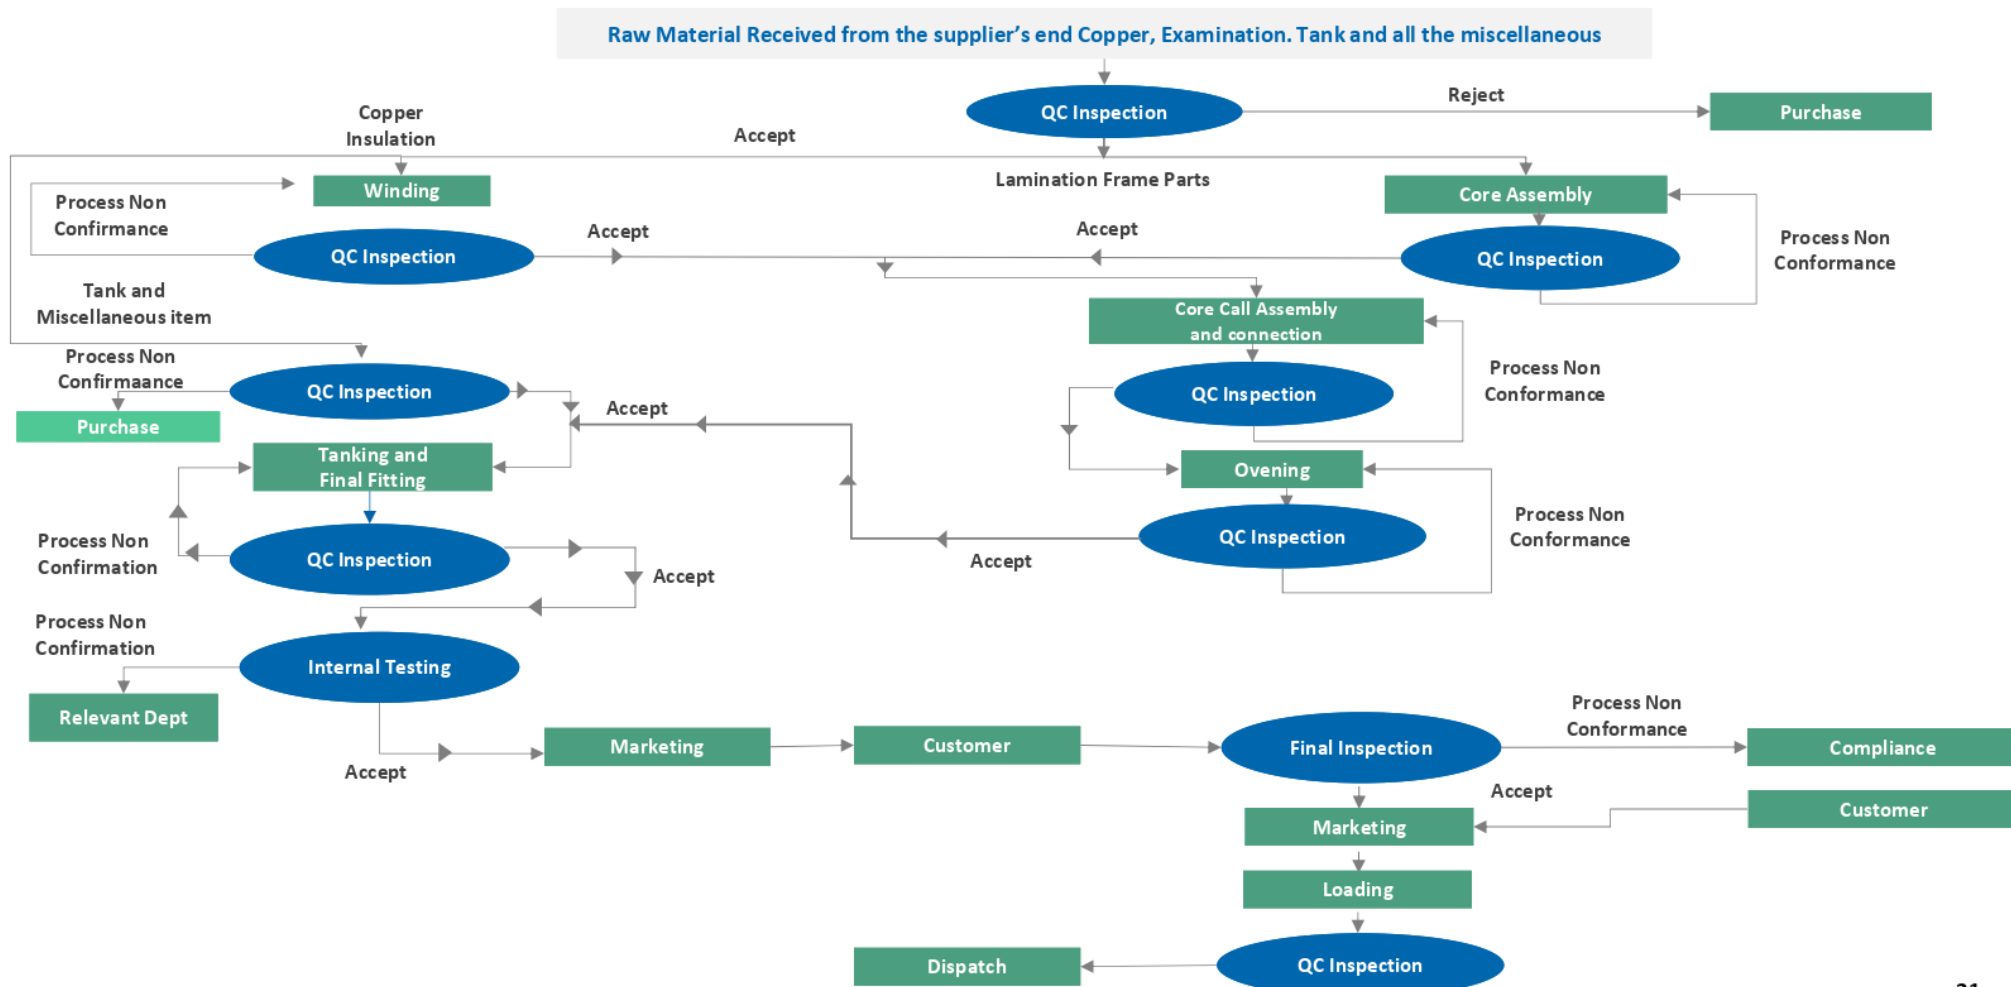 Raw Material Received from the supplier’s end Copper, Examination. Tank and all the miscellaneous
QC Inspection
Reject
Purchase
Copper
Insulation
Accept
Lamination Frame Parts
Winding
Core Assembly
Process Non
Confirmance
QC Inspection
Accept
Accept
QC Inspection
Process Non
Conformance
Tank and
Miscellaneous item
Core Call Assembly
and connection
Process Non
Confirmaance
QC Inspection
Accept
QC Inspection
Process Non
Conformance
Purchase
Tanking and
Final Fitting
Ovening
Process Non
Confirmation
QC Inspection
Accept
Accept
QC Inspection
Process Non
Conformance
Process Non
Confirmation
Internal Testing
Relevant Dept
Accept
Marketing
Customer
Final Inspection
Process Non
Conformance
Compliance
Accept
Customer
Marketing
Loading
QC Inspection
Dispatch